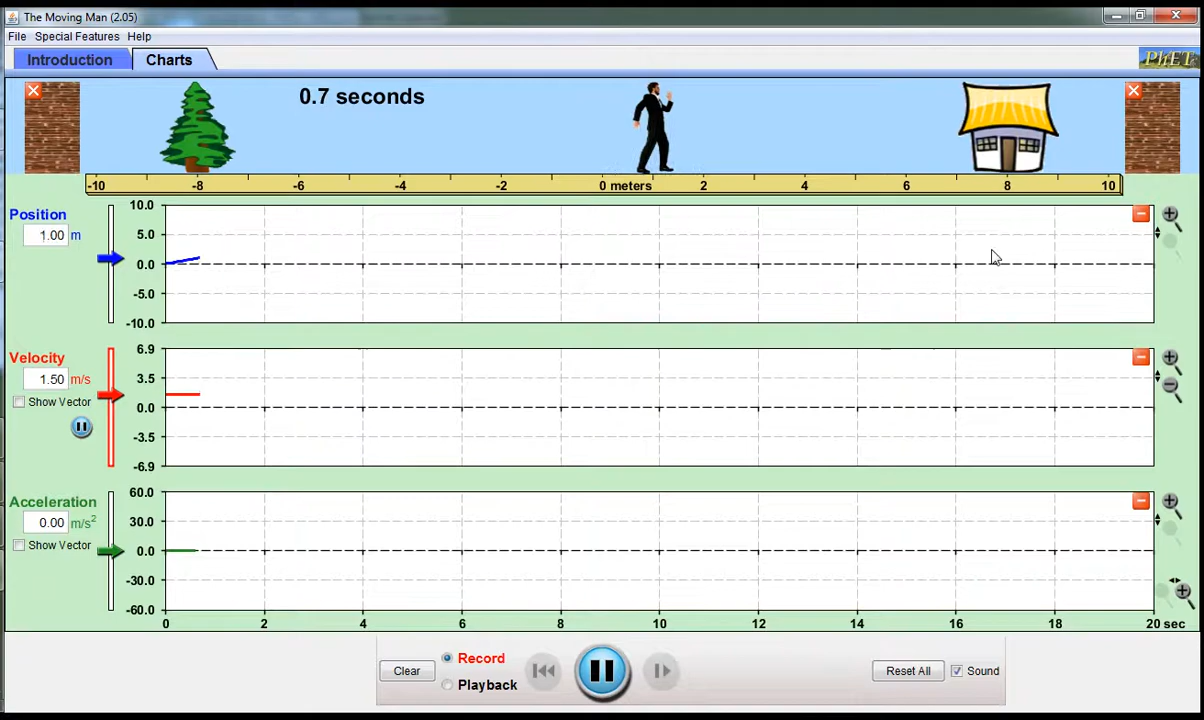 The Moving Man (2.05)
File Special Features Help
Introduction Charts PhET
0.7 seconds
-10 -8 -6 -4 -2 0 meters 2 4 6 8 10
Position
1.00 m
10.0
5.0
0.0
-5.0
-10.0
Velocity
1.50 m/s
Show Vector
6.9
3.5
0.0
-3.5
-6.9
Acceleration
0.00 m/s²
Show Vector
60.0
30.0
0.0
-30.0
-60.0
0 2 4 6 8 10 12 14 16 18 20 sec
Clear
Record
Playback
Reset All
Sound